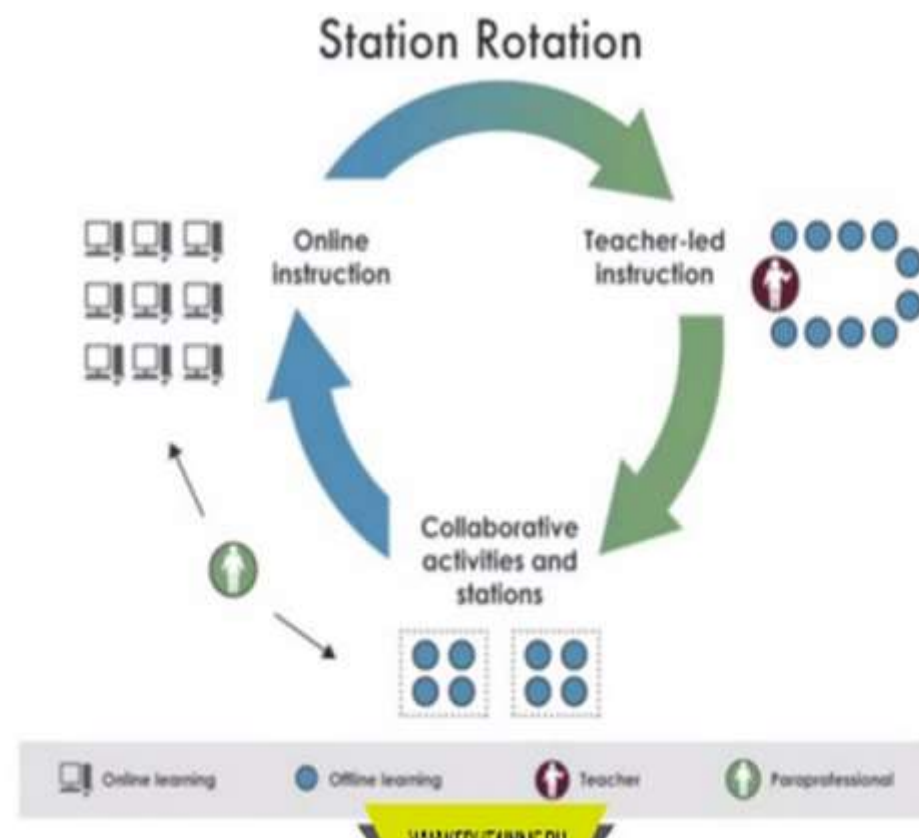 Station Rotation
Online
instruction
Teacher-led
instruction
Collaborative
activities and
stations
Online learning
Offline learning
Teacher
Paraprofessional